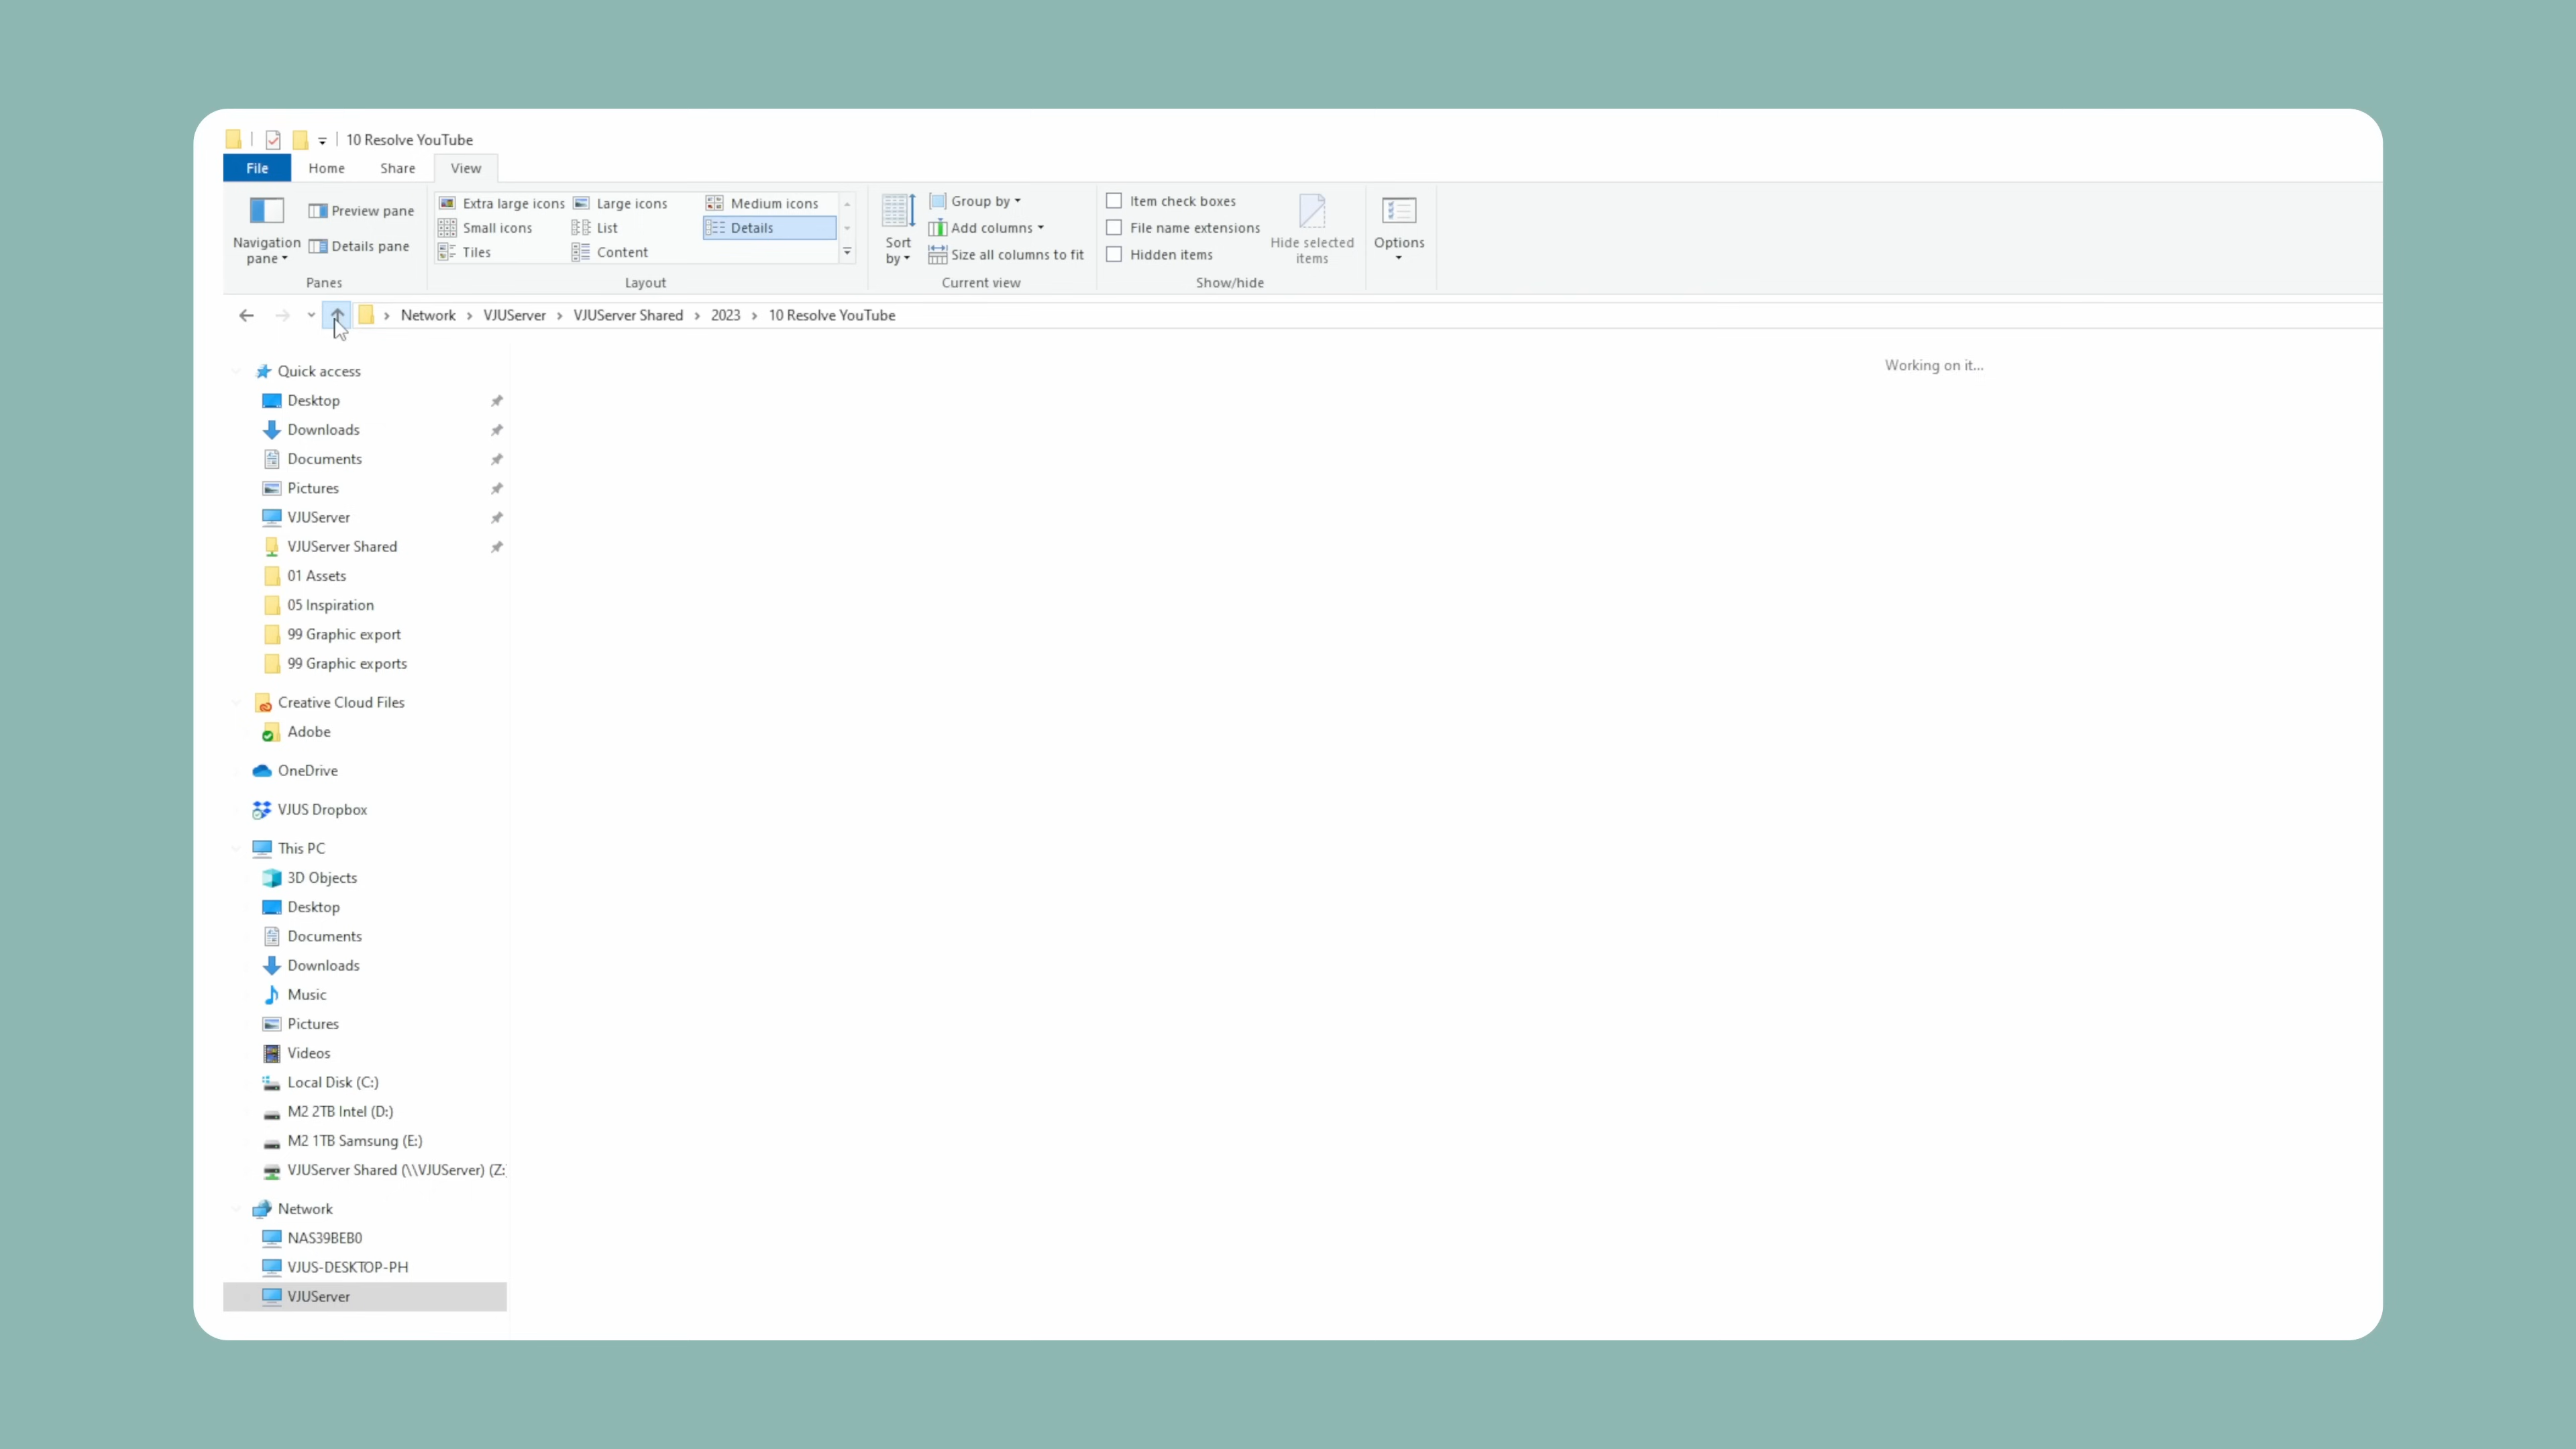 10 Resolve YouTube
File Home Share View
Navigation pane
Preview pane
Details pane
Panes
Extra large icons Large icons Medium icons
Small icons List Details
Tiles Content
Layout
Sort by
Group by
Add columns
Size all columns to fit
Current view
Item check boxes
File name extensions
Hidden items
Hide selected items
Show/hide
Options
Network › VJUServer › VJUServer Shared › 2023 › 10 Resolve YouTube
Working on it...
Quick access
Desktop
Downloads
Documents
Pictures
VJUServer
VJUServer Shared
01 Assets
05 Inspiration
99 Graphic export
99 Graphic exports
Creative Cloud Files
Adobe
OneDrive
VJUS Dropbox
This PC
3D Objects
Desktop
Documents
Downloads
Music
Pictures
Videos
Local Disk (C:)
M2 2TB Intel (D:)
M2 1TB Samsung (E:)
VJUServer Shared (\\VJUServer) (Z:
Network
NAS39BEB0
VJUS-DESKTOP-PH
VJUServer